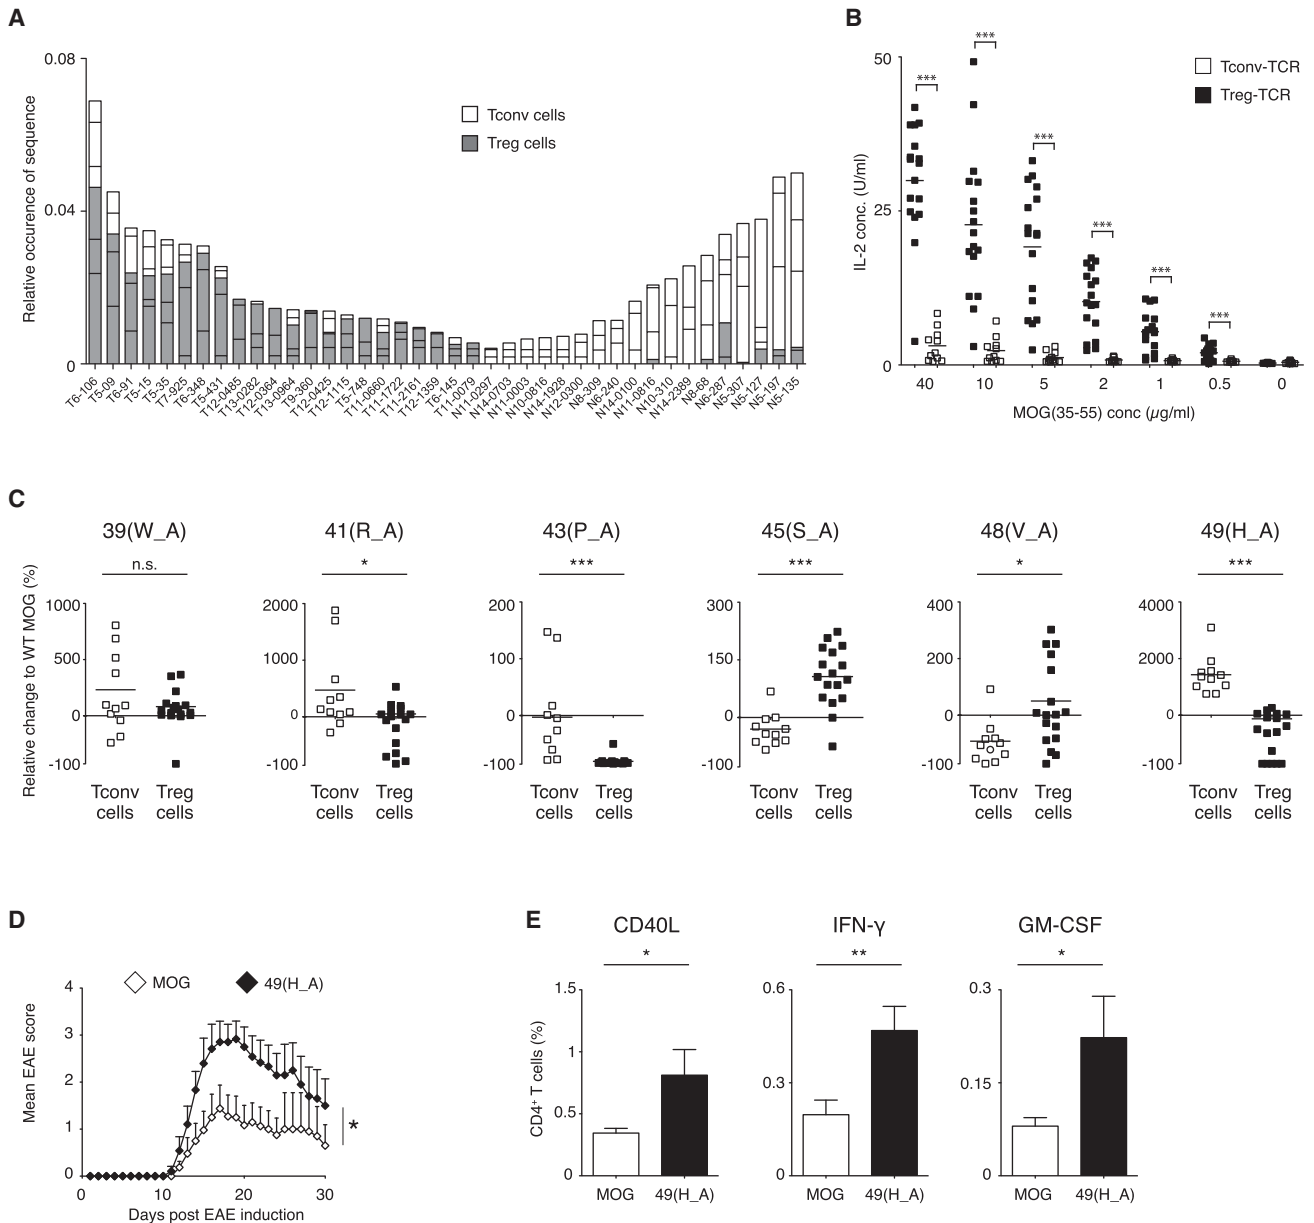 A
0.08
0.04
0
Relative occurence of sequence
Tconv cells
Treg cells
T6-106
T5-09
T6-91
T5-15
T5-35
T7-925
T6-348
T5-431
T12-0485
T13-0282
T12-0364
T13-0964
T9-360
T12-0425
T12-1115
T5-748
T11-0660
T11-1722
T11-2161
T12-1359
T6-145
T11-0079
N11-0297
N14-0703
N11-0003
N10-0816
N14-1928
N12-0300
N8-309
N6-240
N14-0100
N11-0816
N10-310
N14-2389
N8-68
N6-287
N5-307
N5-127
N5-197
N5-135
B
50
25
0
IL-2 conc. (U/ml)
*** *** *** *** *** ***
Tconv-TCR
Treg-TCR
40 10 5 2 1 0.5 0
MOG(35-55) conc (µg/ml)
C
Relative change to WT MOG (%)
39(W_A)
n.s.
1000
500
0
-100
Tconv cells
Treg cells
41(R_A)
*
2000
1000
0
-100
Tconv cells
Treg cells
43(P_A)
***
200
100
0
-100
Tconv cells
Treg cells
45(S_A)
***
300
150
0
-100
Tconv cells
Treg cells
48(V_A)
*
400
200
0
-100
Tconv cells
Treg cells
49(H_A)
***
4000
2000
0
-100
Tconv cells
Treg cells
D
MOG
49(H_A)
Mean EAE score
4
3
2
1
0
*
0 10 20 30
Days post EAE induction
E
CD4⁺ T cells (%)
CD40L
*
1.5
1
0.5
0
MOG 49(H_A)
IFN-γ
**
0.6
0.3
0
MOG 49(H_A)
GM-CSF
*
0.3
0.15
0
MOG 49(H_A)